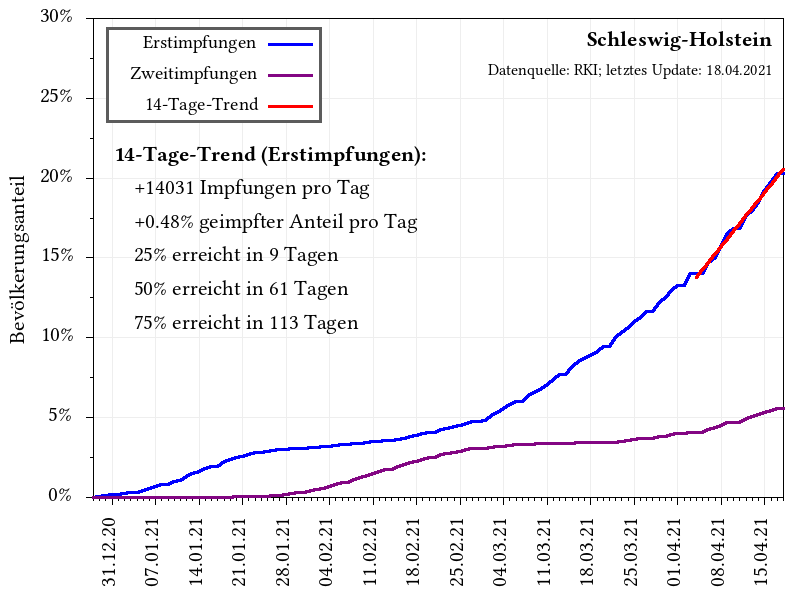 30%
25%
20%
15%
10%
5%
0%
Bevölkerungsanteil
Erstimpfungen
Zweitimpfungen
14-Tage-Trend
Schleswig-Holstein
Datenquelle: RKI; letztes Update: 18.04.2021
14-Tage-Trend (Erstimpfungen):
+14031 Impfungen pro Tag
+0.48% geimpfter Anteil pro Tag
25% erreicht in 9 Tagen
50% erreicht in 61 Tagen
75% erreicht in 113 Tagen
31.12.20
07.01.21
14.01.21
21.01.21
28.01.21
04.02.21
11.02.21
18.02.21
25.02.21
04.03.21
11.03.21
18.03.21
25.03.21
01.04.21
08.04.21
15.04.21